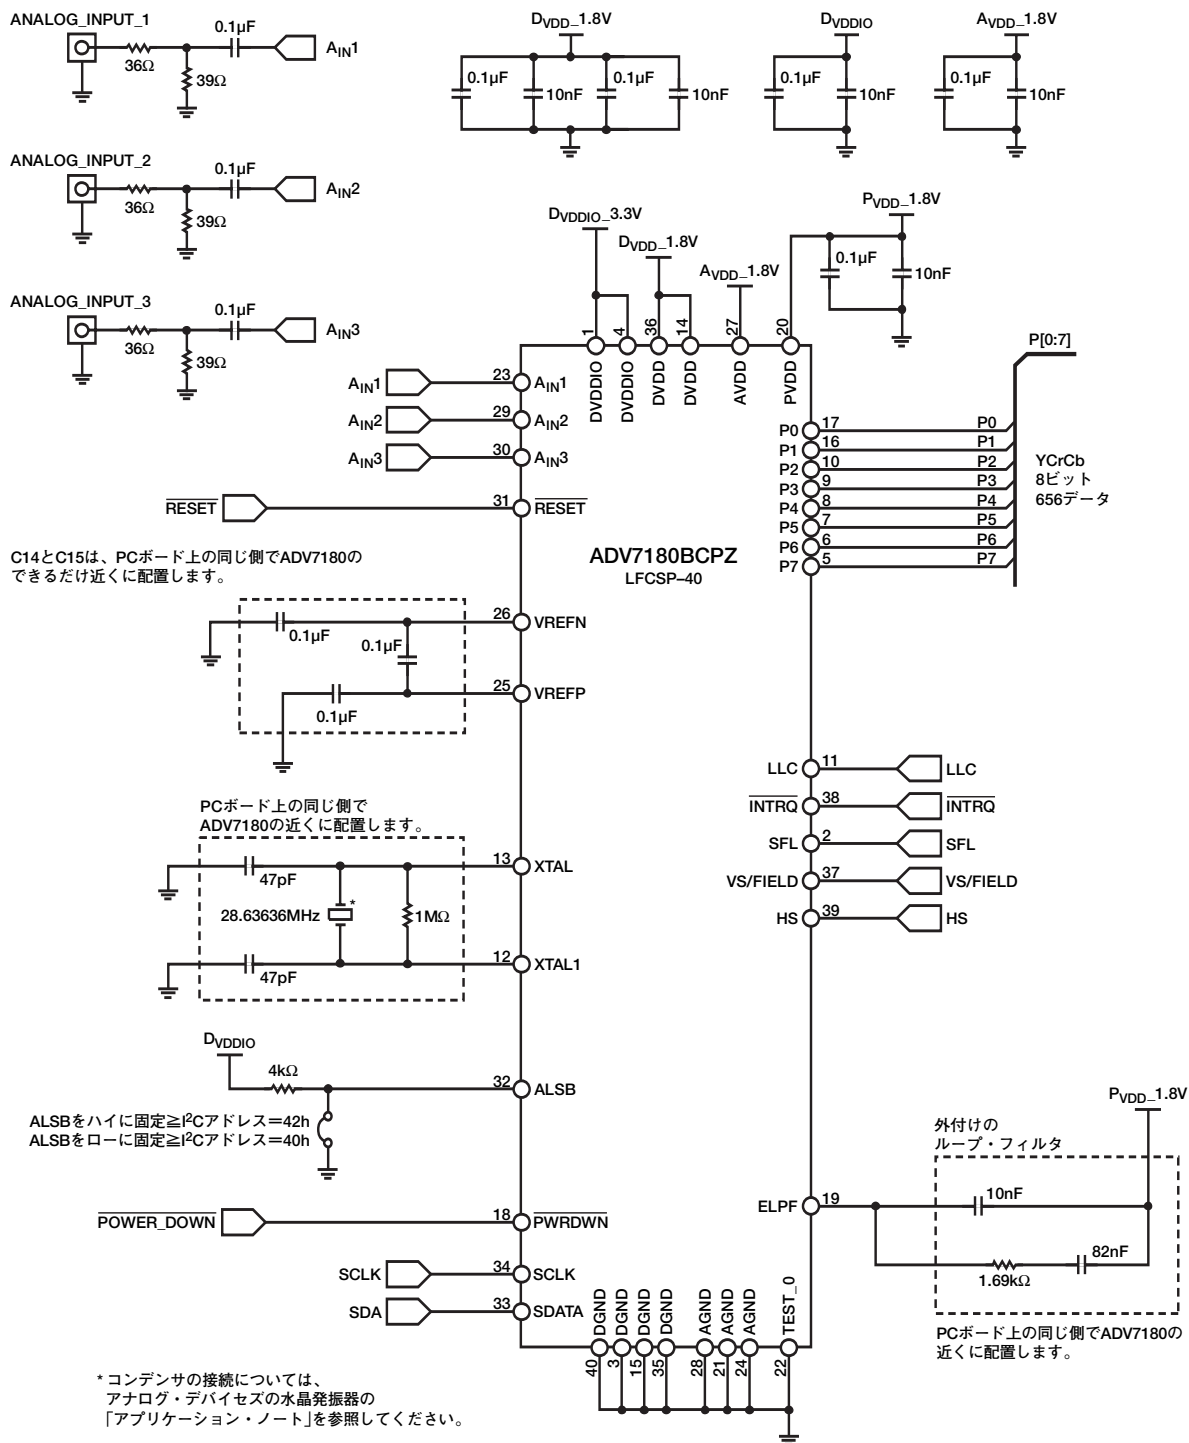 ANALOG_INPUT_1
0.1µF
AIN1
36Ω
39Ω
ANALOG_INPUT_2
0.1µF
AIN2
36Ω
39Ω
ANALOG_INPUT_3
0.1µF
AIN3
36Ω
39Ω
DVDD_1.8V
0.1µF
10nF
0.1µF
10nF
DVDDIO
0.1µF
10nF
AVDD_1.8V
0.1µF
10nF
DVDDIO_3.3V
DVDD_1.8V
AVDD_1.8V
PVDD_1.8V
0.1µF
10nF
1
4
36
14
27
20
DVDDIO
DVDDIO
DVDD
DVDD
AVDD
PVDD
AIN1
23
AIN1
AIN2
29
AIN2
AIN3
30
AIN3
RESET
31
RESET
P[0:7]
P0 17 P0
P1 16 P1
P2 10 P2
P3 9 P3
P4 8 P4
P5 7 P5
P6 6 P6
P7 5 P7
YCrCb
8ビット
656データ
ADV7180BCPZ
LFCSP–40
C14とC15は、PCボード上の同じ側でADV7180の
できるだけ近くに配置します。
26
VREFN
0.1µF
0.1µF
25
VREFP
0.1µF
LLC 11 LLC
INTRQ 38 INTRQ
SFL 2 SFL
VS/FIELD 37 VS/FIELD
HS 39 HS
PCボード上の同じ側で
ADV7180の近くに配置します。
13
XTAL
47pF
28.63636MHz
*
1MΩ
12
XTAL1
47pF
DVDDIO
4kΩ
32
ALSB
ALSBをハイに固定≧I²Cアドレス＝42h
ALSBをローに固定≧I²Cアドレス＝40h
POWER_DOWN
18
PWRDWN
SCLK
34
SCLK
SDA
33
SDATA
PVDD_1.8V
外付けの
ループ・フィルタ
ELPF
19
10nF
82nF
1.69kΩ
PCボード上の同じ側でADV7180の
近くに配置します。
DGND
DGND
DGND
DGND
AGND
AGND
AGND
TEST_0
40
3
15
35
28
21
24
22
* コンデンサの接続については、
アナログ・デバイセズの水晶発振器の
「アプリケーション・ノート」を参照してください。